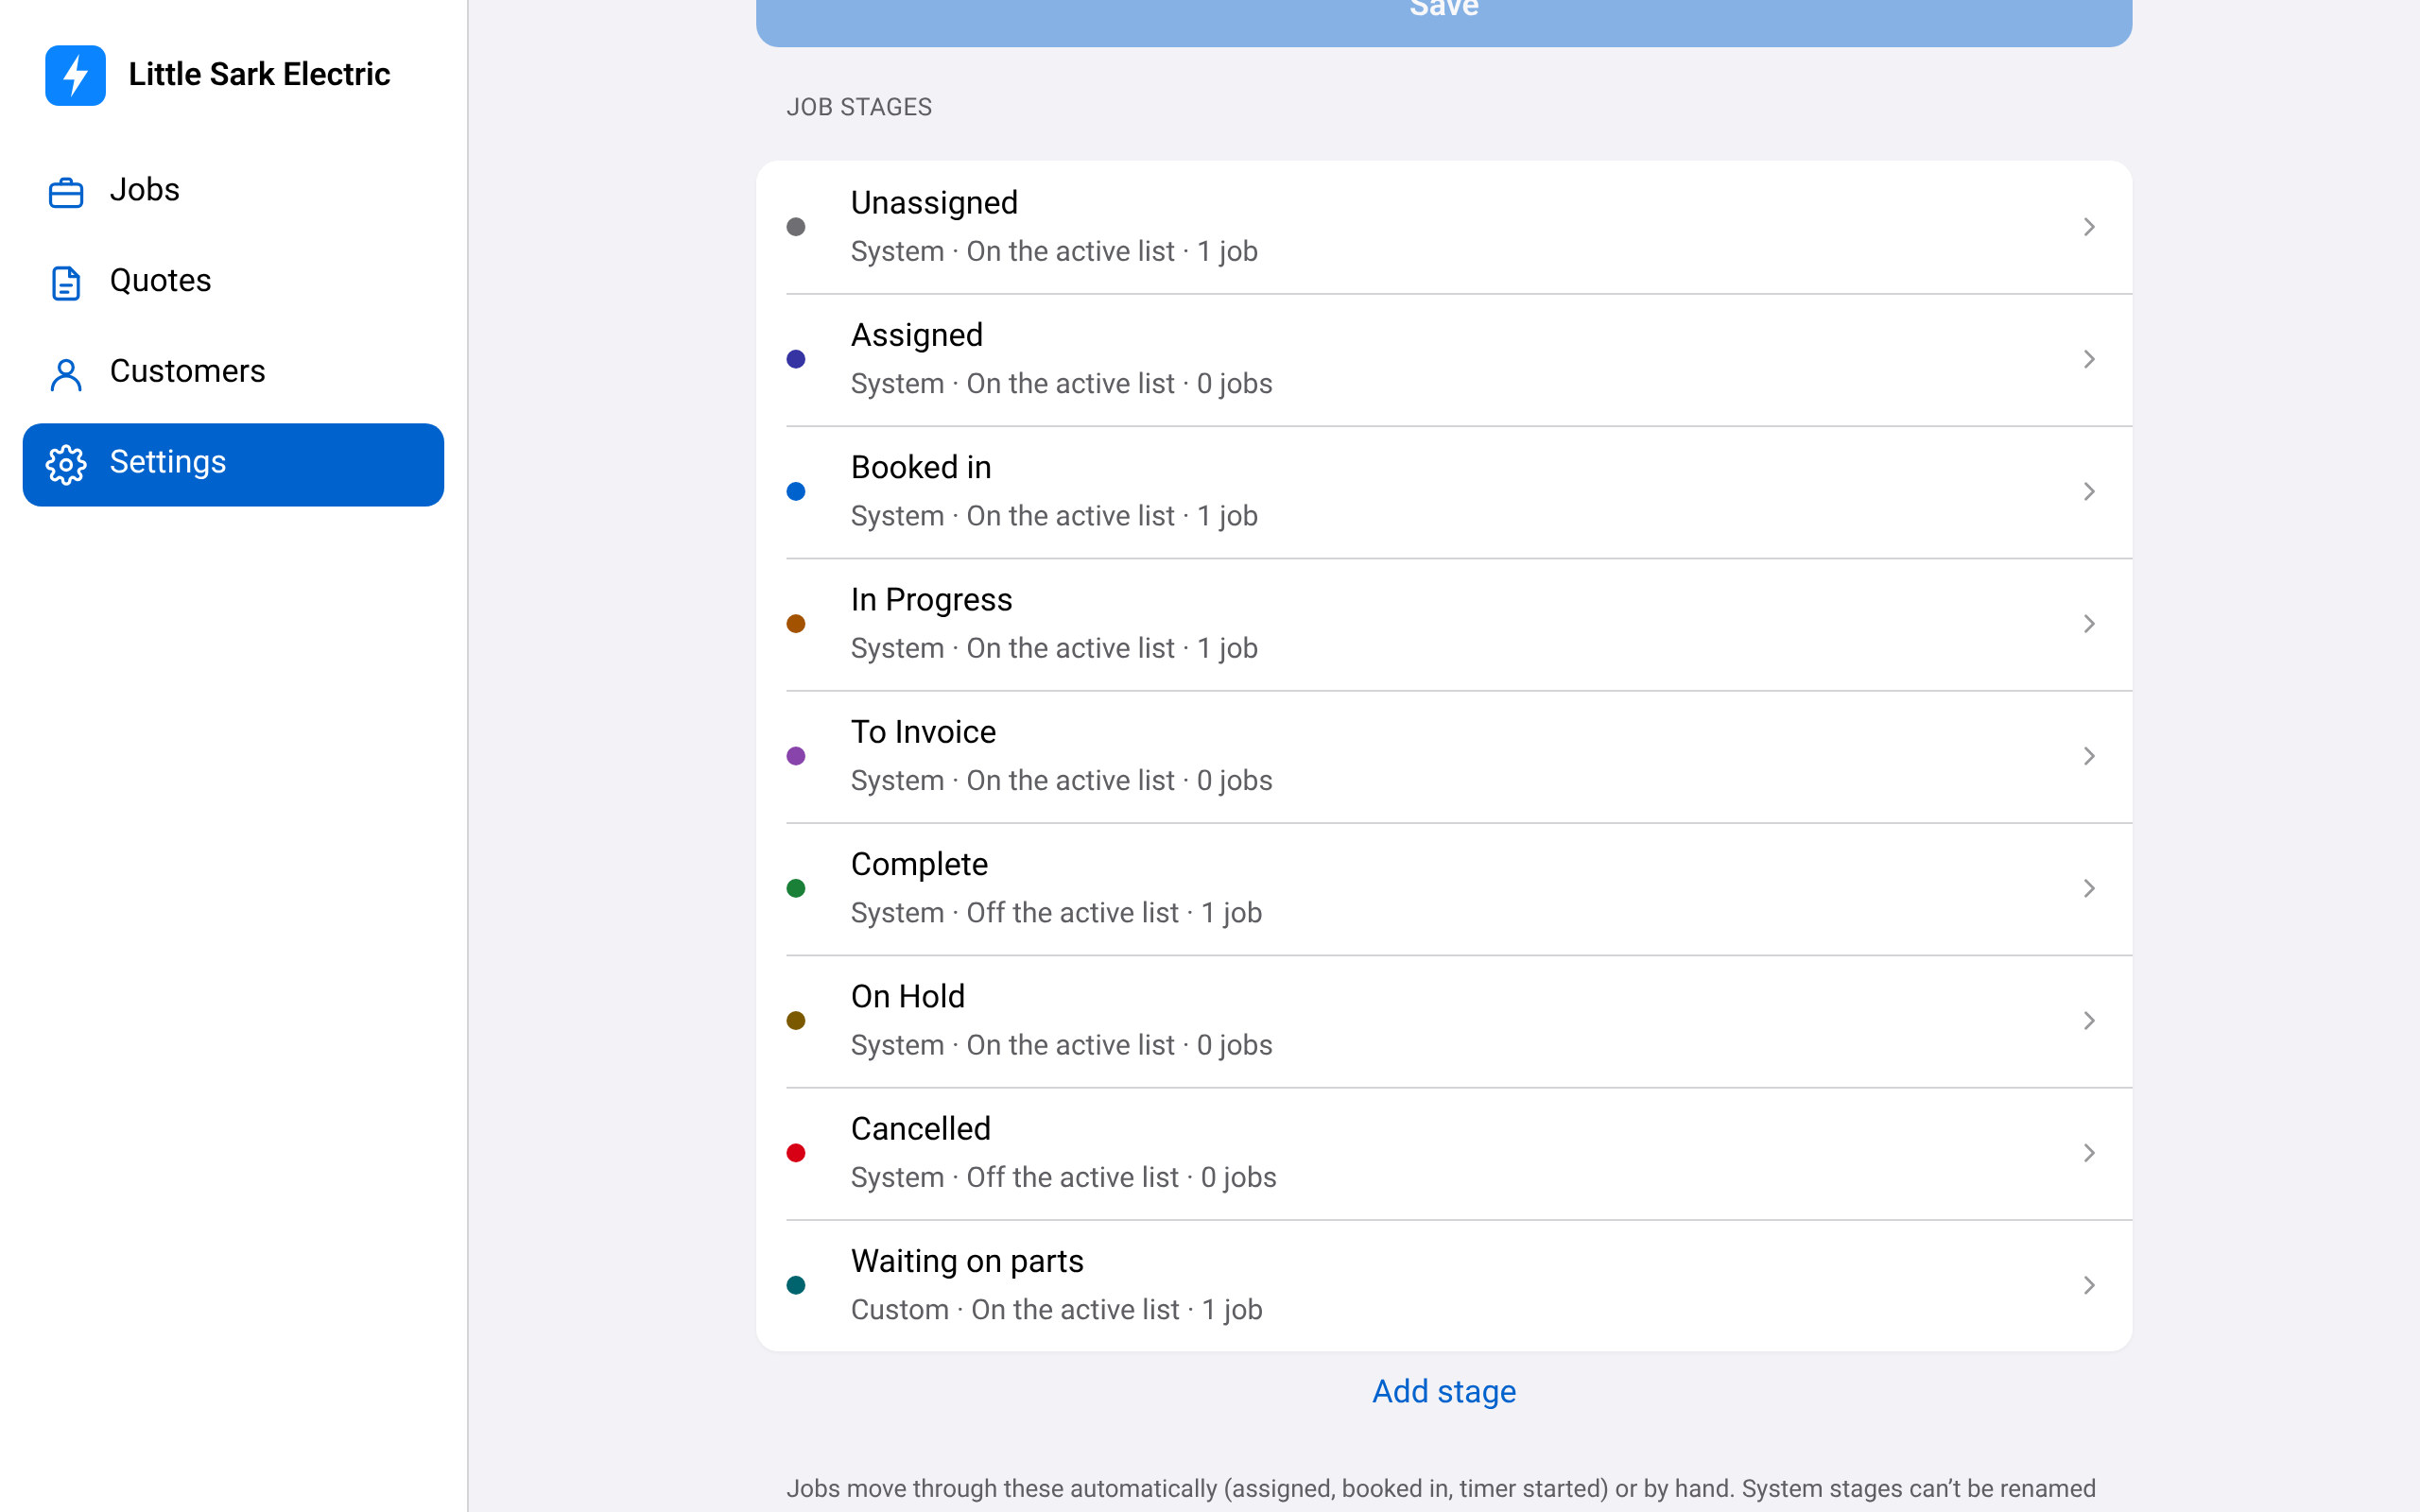 Little Sark Electric
Jobs
Quotes
Customers
Settings
Save
JOB STAGES
Unassigned
System · On the active list · 1 job
Assigned
System · On the active list · 0 jobs
Booked in
System · On the active list · 1 job
In Progress
System · On the active list · 1 job
To Invoice
System · On the active list · 0 jobs
Complete
System · Off the active list · 1 job
On Hold
System · On the active list · 0 jobs
Cancelled
System · Off the active list · 0 jobs
Waiting on parts
Custom · On the active list · 1 job
Add stage
Jobs move through these automatically (assigned, booked in, timer started) or by hand. System stages can’t be renamed